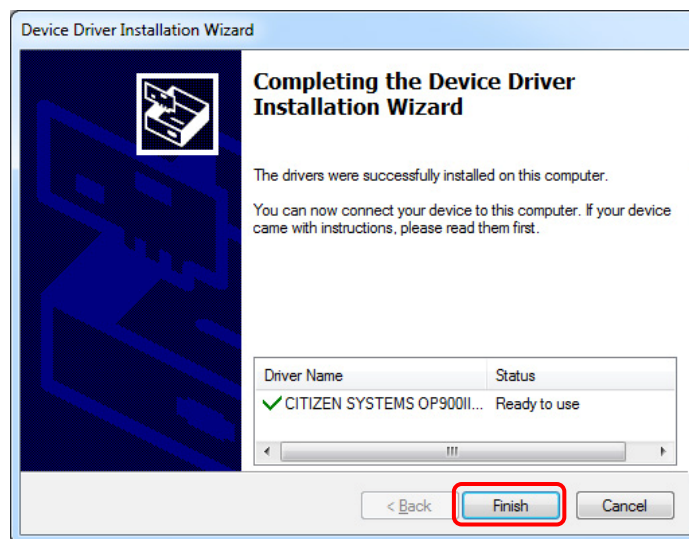 Device Driver Installation Wizard
Completing the Device Driver
Installation Wizard
The drivers were successfully installed on this computer.
You can now connect your device to this computer. If your device
came with instructions, please read them first.
Driver Name Status
CITIZEN SYSTEMS OP900II... Ready to use
< Back Finish Cancel